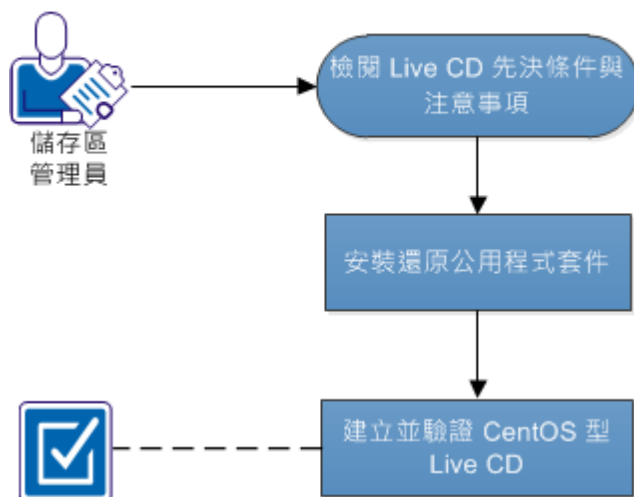 檢閱 Live CD 先決條件與
注意事項
儲存區
管理員
安裝還原公用程式套件
建立並驗證 CentOS 型
Live CD